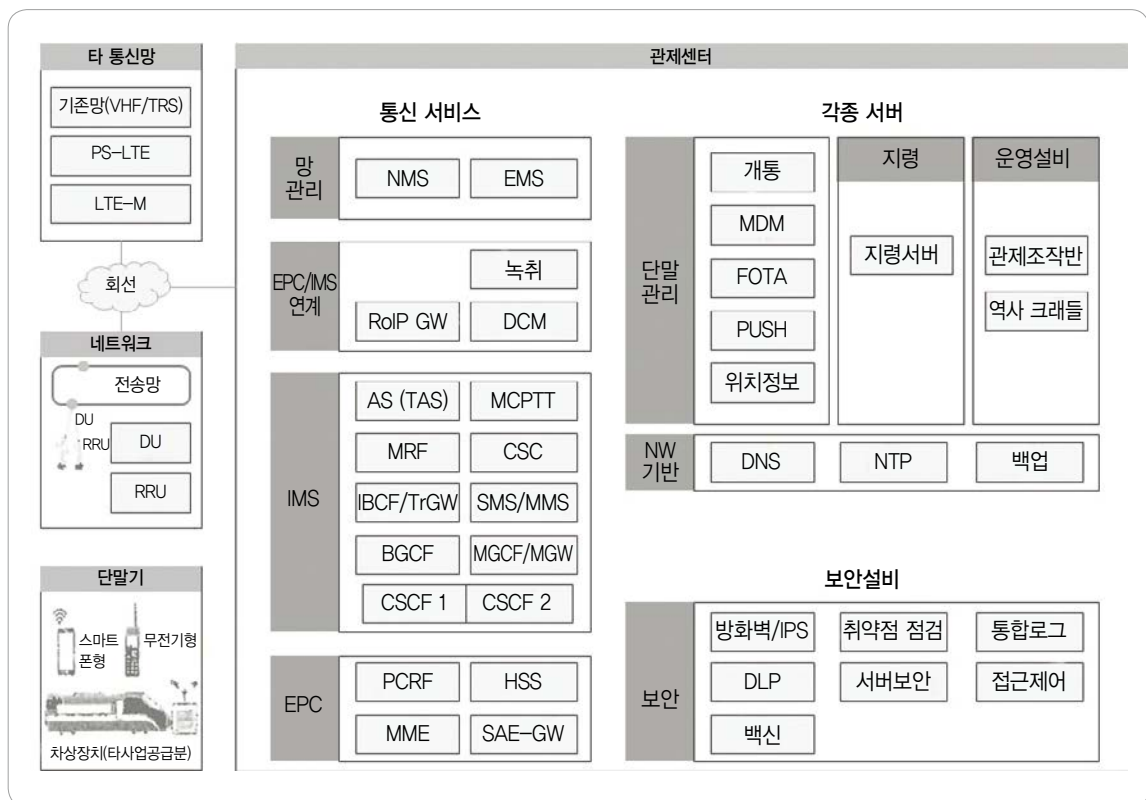 타 통신망
기존망(VHF/TRS)
PS-LTE
LTE-M
회선
네트워크
전송망
DU
RRU
DU
RRU
단말기
스마트
폰형
무전기형
차상장치(타사업공급분)
관제센터
통신 서비스
망
관리
NMS
EMS
EPC/IMS
연계
녹취
RoIP GW
DCM
IMS
AS (TAS)
MCPTT
MRF
CSC
IBCF/TrGW
SMS/MMS
BGCF
MGCF/MGW
CSCF 1
CSCF 2
EPC
PCRF
HSS
MME
SAE-GW
각종 서버
단말
관리
개통
MDM
FOTA
PUSH
위치정보
지령
지령서버
운영설비
관제조작반
역사 크래들
NW
기반
DNS
NTP
백업
보안설비
보안
방화벽/IPS
취약점 점검
통합로그
DLP
서버보안
접근제어
백신